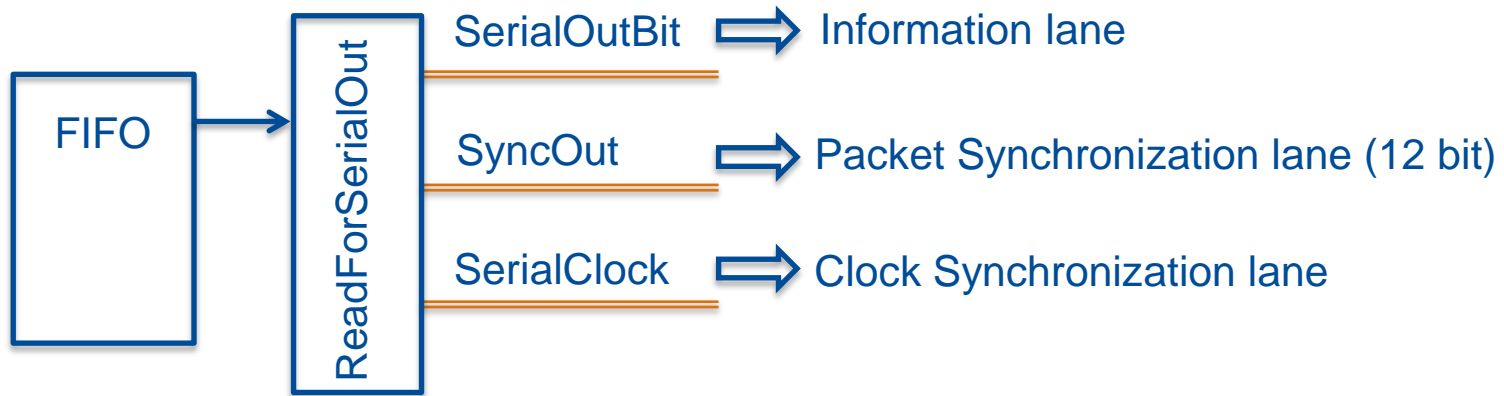 FIFO
ReadForSerialOut
SerialOutBit
Information lane
SyncOut
Packet Synchronization lane (12 bit)
SerialClock
Clock Synchronization lane